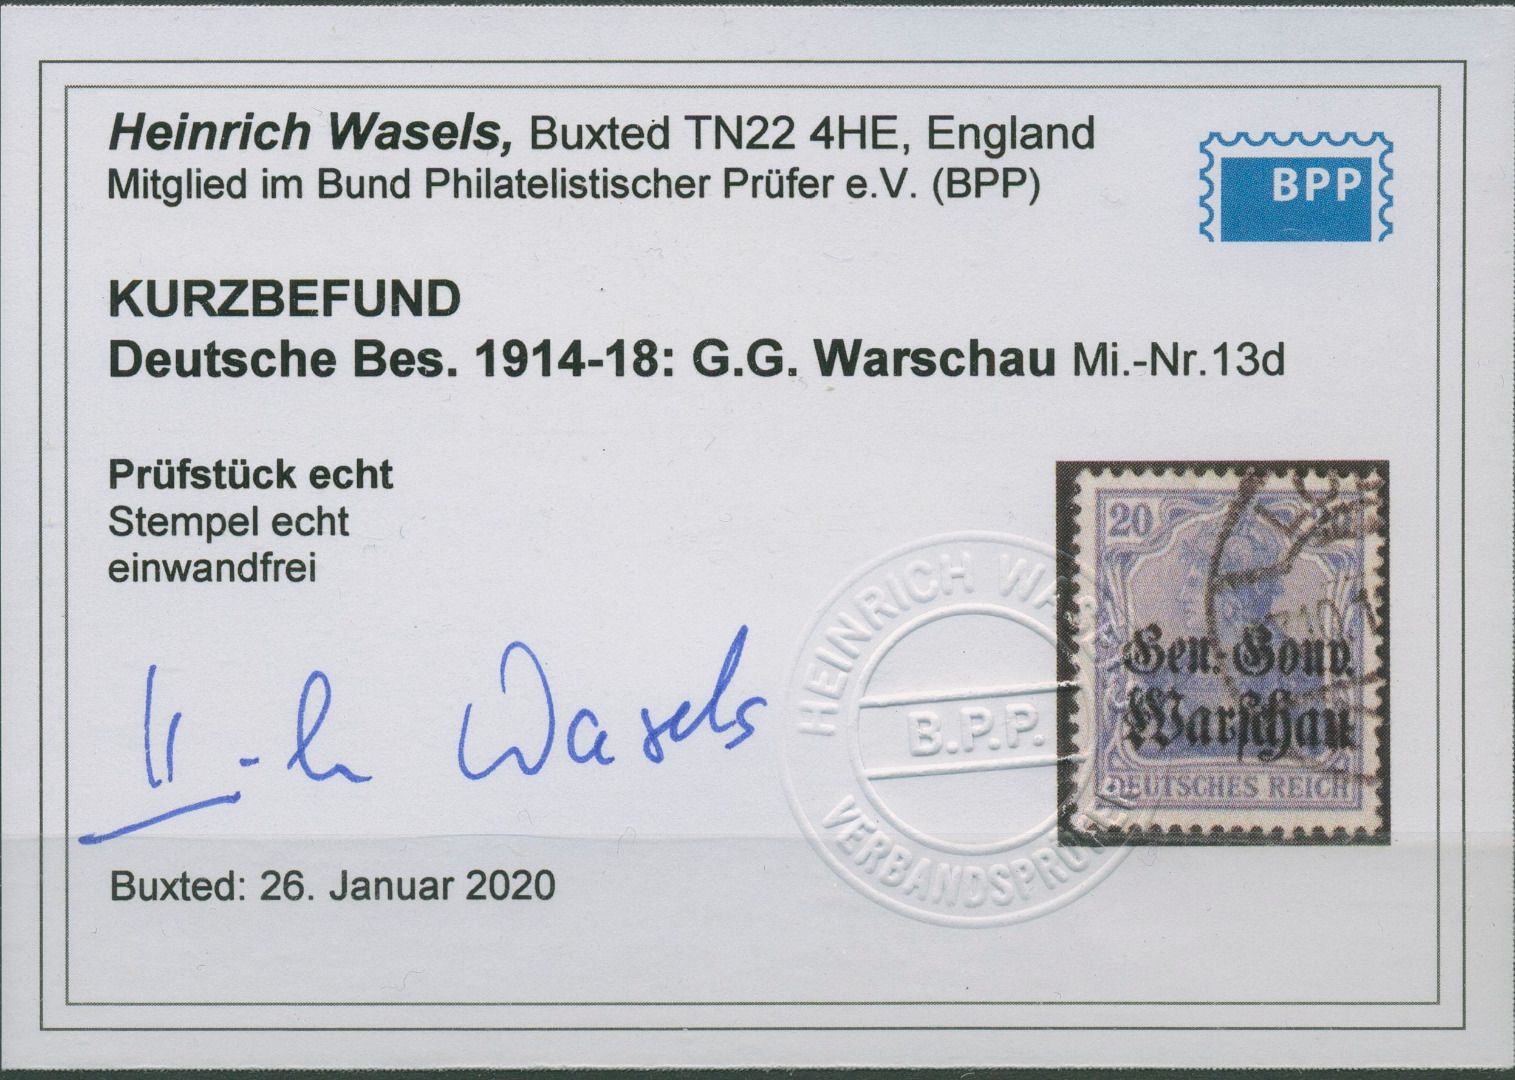 Heinrich Wasels, Buxted TN22 4HE, England
Mitglied im Bund Philatelistischer Prüfer e.V. (BPP)
BPP
KURZBEFUND
Deutsche Bes. 1914-18: G.G. Warschau Mi.-Nr.13d
Prüfstück echt
Stempel echt
einwandfrei
20
Gen.-Gouv.
Warschau
DEUTSCHES REICH
HEINRICH WASELS
B.P.P.
VERBANDSPRÜFER
H-h Wasels
Buxted: 26. Januar 2020